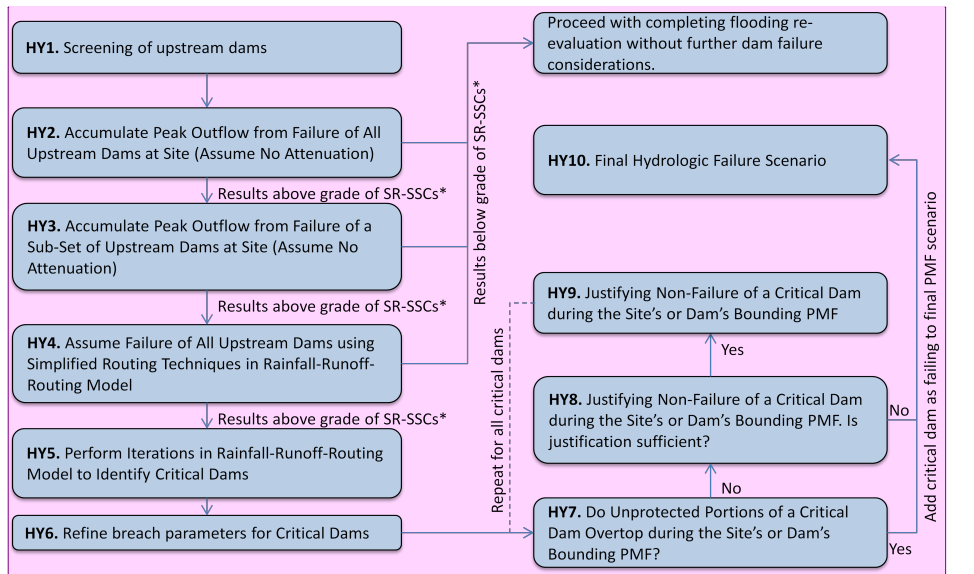 HY1. Screening of upstream dams
HY2. Accumulate Peak Outflow from Failure of All
Upstream Dams at Site (Assume No Attenuation)
Results above grade of SR-SSCs*
HY3. Accumulate Peak Outflow from Failure of a
Sub-Set of Upstream Dams at Site (Assume No
Attenuation)
Results above grade of SR-SSCs*
HY4. Assume Failure of All Upstream Dams using
Simplified Routing Techniques in Rainfall-Runoff-
Routing Model
Results above grade of SR-SSCs*
HY5. Perform Iterations in Rainfall-Runoff-Routing
Model to Identify Critical Dams
HY6. Refine breach parameters for Critical Dams
Results below grade of SR-SSCs*
Proceed with completing flooding re-
evaluation without further dam failure
considerations.
HY10. Final Hydrologic Failure Scenario
HY9. Justifying Non-Failure of a Critical Dam
during the Site's or Dam's Bounding PMF
Yes
HY8. Justifying Non-Failure of a Critical Dam
during the Site's or Dam's Bounding PMF. Is
justification sufficient?
No
No
HY7. Do Unprotected Portions of a Critical
Dam Overtop during the Site's or Dam's
Bounding PMF?
Yes
Repeat for all critical dams
Add critical dam as failing to final PMF scenario